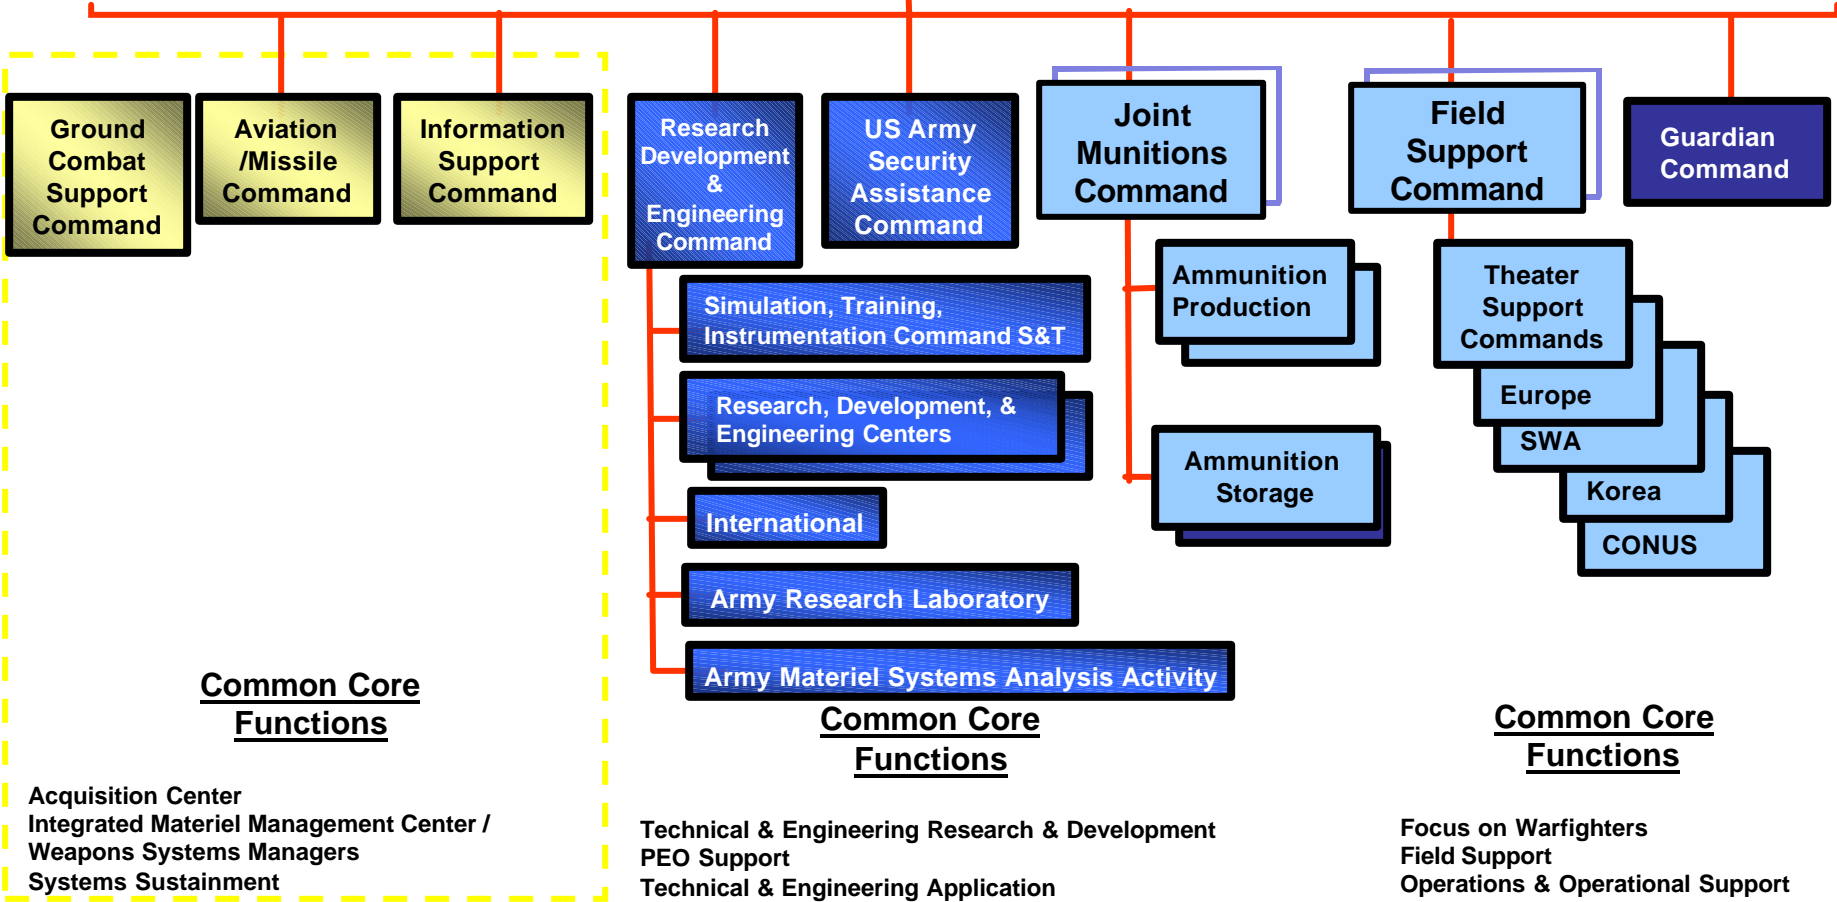 Ground
Combat
Support
Command
Aviation
/Missile
Command
Information
Support
Command
Research
Development
&
Engineering
Command
US Army
Security
Assistance
Command
Joint
Munitions
Command
Field
Support
Command
Guardian
Command
Simulation, Training,
Instrumentation Command S&T
Research, Development, &
Engineering Centers
International
Army Research Laboratory
Army Materiel Systems Analysis Activity
Ammunition
Production
Ammunition
Storage
Theater
Support
Commands
Europe
SWA
Korea
CONUS
Common Core
Functions
Acquisition Center
Integrated Materiel Management Center /
Weapons Systems Managers
Systems Sustainment
Common Core
Functions
Technical & Engineering Research & Development
PEO Support
Technical & Engineering Application
Common Core
Functions
Focus on Warfighters
Field Support
Operations & Operational Support